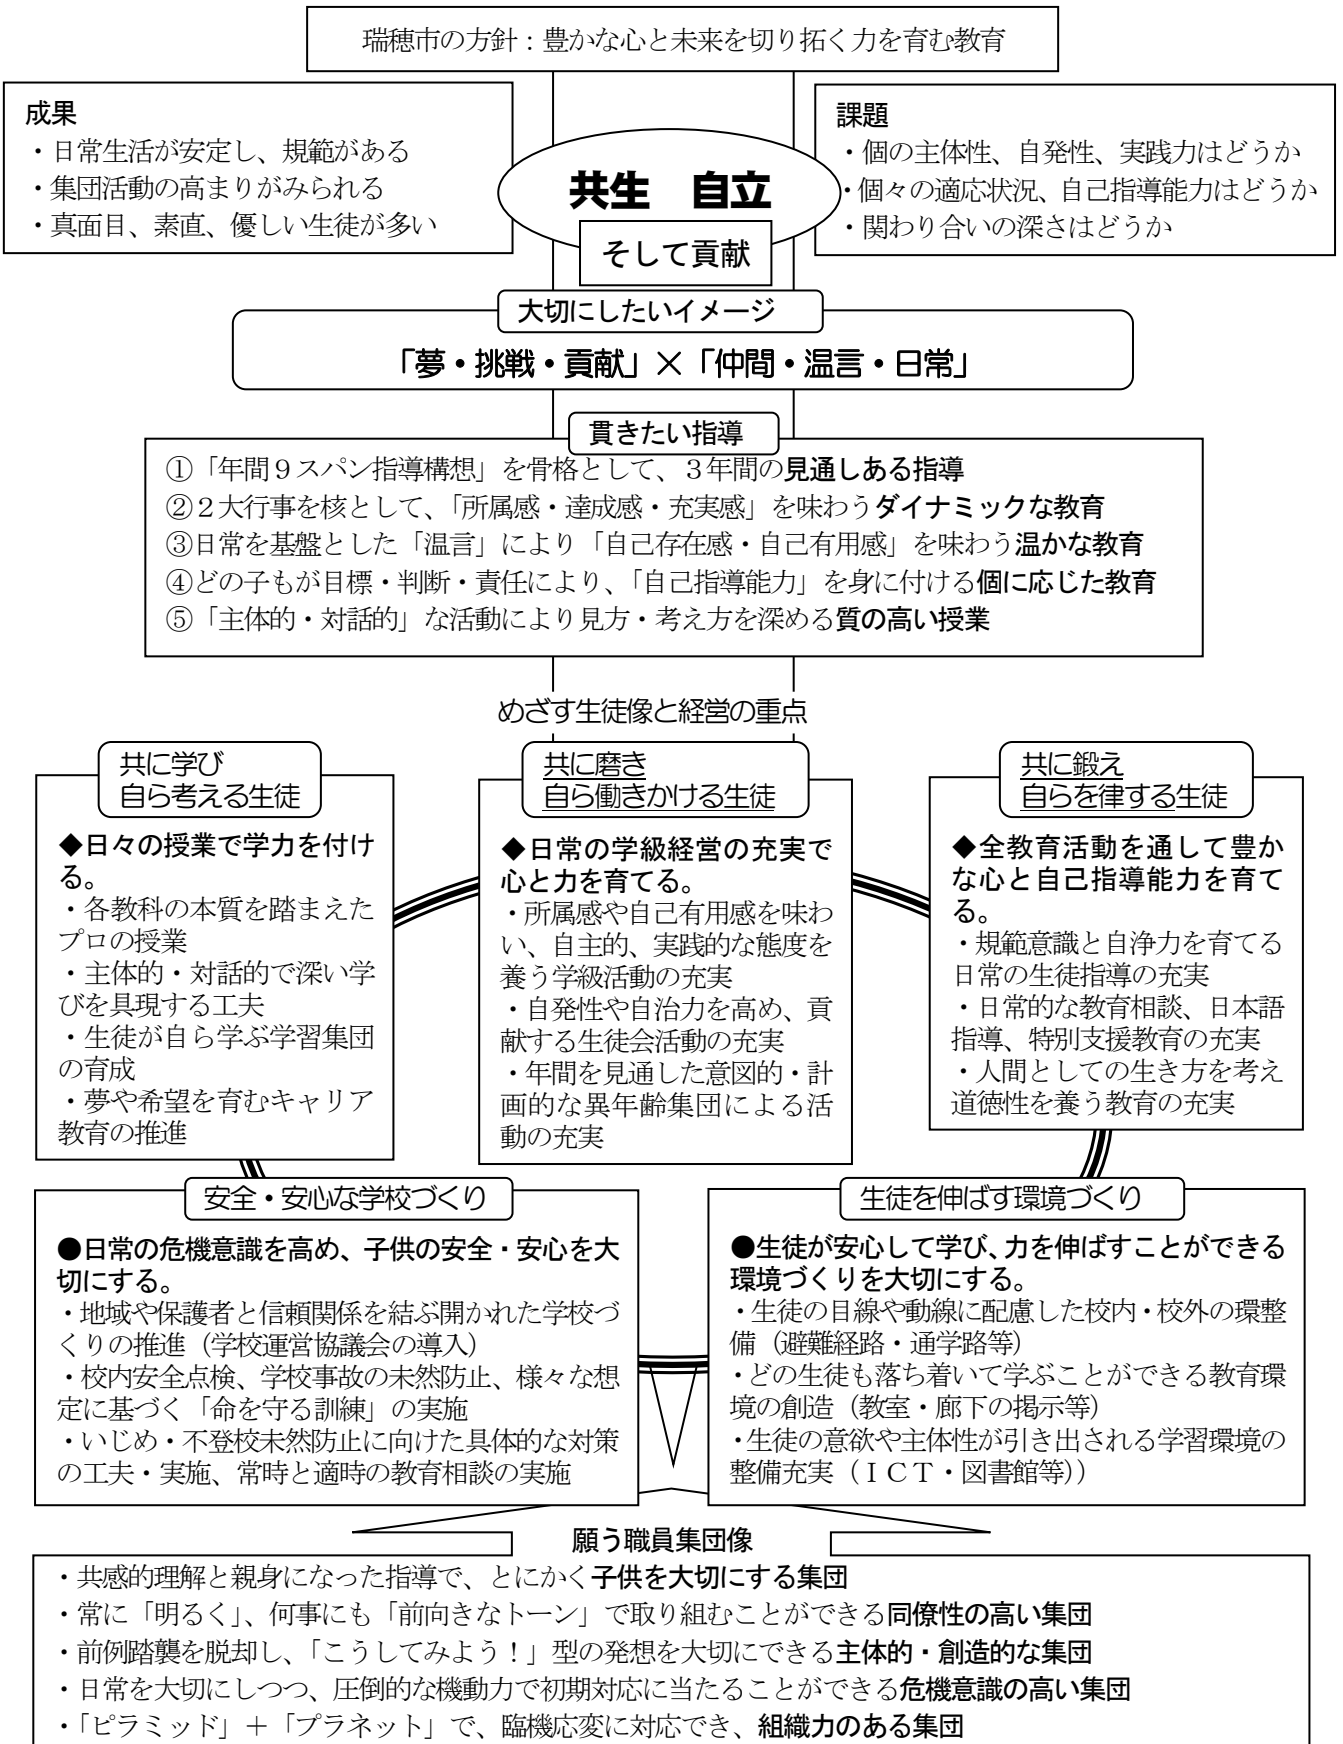 瑞穂市の方針：豊かな心と未来を切り拓く力を育む教育
成果
・日常生活が安定し、規範がある
・集団活動の高まりがみられる
・真面目、素直、優しい生徒が多い
共生　自立
そして貢献
課題
・個の主体性、自発性、実践力はどうか
・個々の適応状況、自己指導能力はどうか
・関わり合いの深さはどうか
大切にしたいイメージ
「夢・挑戦・貢献」×「仲間・温言・日常」
貫きたい指導
①「年間９スパン指導構想」を骨格として、３年間の見通しある指導
②２大行事を核として、「所属感・達成感・充実感」を味わうダイナミックな教育
③日常を基盤とした「温言」により「自己存在感・自己有用感」を味わう温かな教育
④どの子もが目標・判断・責任により、「自己指導能力」を身に付ける個に応じた教育
⑤「主体的・対話的」な活動により見方・考え方を深める質の高い授業
めざす生徒像と経営の重点
共に学び
自ら考える生徒
◆日々の授業で学力を付け
る。
・各教科の本質を踏まえた
プロの授業
・主体的・対話的で深い学
びを具現する工夫
・生徒が自ら学ぶ学習集団
の育成
・夢や希望を育むキャリア
教育の推進
共に磨き
自ら働きかける生徒
◆日常の学級経営の充実で
心と力を育てる。
・所属感や自己有用感を味わ
い、自主的、実践的な態度を
養う学級活動の充実
・自発性や自治力を高め、貢
献する生徒会活動の充実
・年間を見通した意図的・計
画的な異年齢集団による活
動の充実
共に鍛え
自らを律する生徒
◆全教育活動を通して豊か
な心と自己指導能力を育て
る。
・規範意識と自浄力を育てる
日常の生徒指導の充実
・日常的な教育相談、日本語
指導、特別支援教育の充実
・人間としての生き方を考え
道徳性を養う教育の充実
安全・安心な学校づくり
●日常の危機意識を高め、子供の安全・安心を大
切にする。
・地域や保護者と信頼関係を結ぶ開かれた学校づ
くりの推進（学校運営協議会の導入）
・校内安全点検、学校事故の未然防止、様々な想
定に基づく「命を守る訓練」の実施
・いじめ・不登校未然防止に向けた具体的な対策
の工夫・実施、常時と適時の教育相談の実施
生徒を伸ばす環境づくり
●生徒が安心して学び、力を伸ばすことができる
環境づくりを大切にする。
・生徒の目線や動線に配慮した校内・校外の環整
備（避難経路・通学路等）
・どの生徒も落ち着いて学ぶことができる教育環
境の創造（教室・廊下の掲示等）
・生徒の意欲や主体性が引き出される学習環境の
整備充実（ＩＣＴ・図書館等））
願う職員集団像
・共感的理解と親身になった指導で、とにかく子供を大切にする集団
・常に「明るく」、何事にも「前向きなトーン」で取り組むことができる同僚性の高い集団
・前例踏襲を脱却し、「こうしてみよう！」型の発想を大切にできる主体的・創造的な集団
・日常を大切にしつつ、圧倒的な機動力で初期対応に当たることができる危機意識の高い集団
・「ピラミッド」＋「プラネット」で、臨機応変に対応でき、組織力のある集団